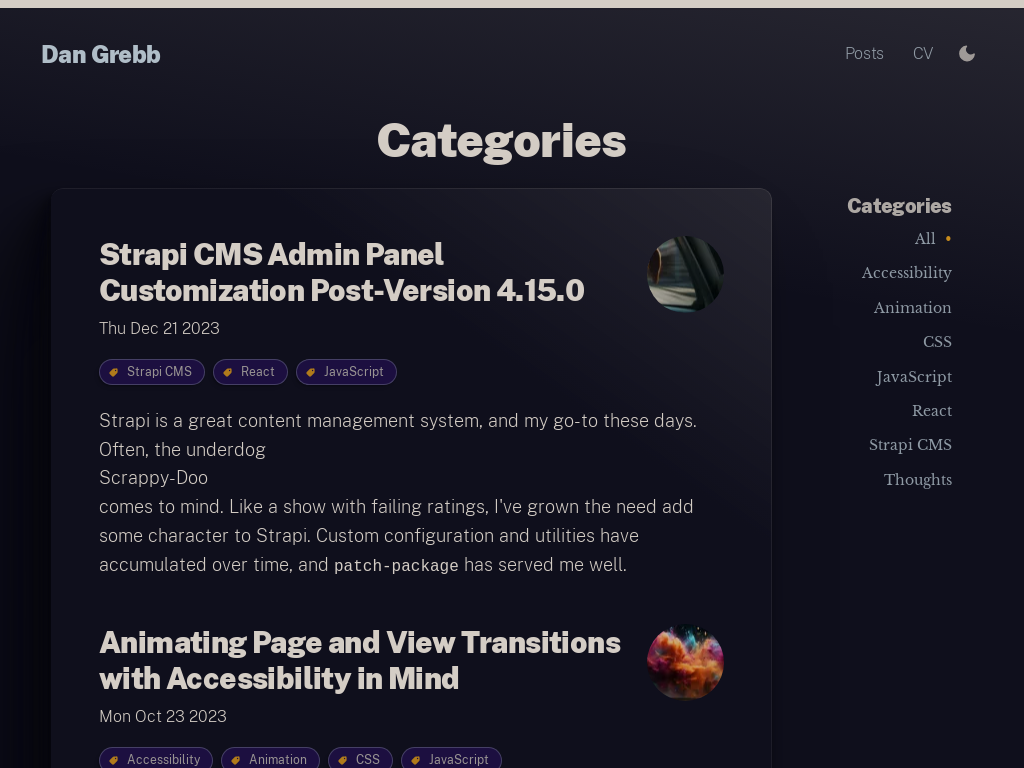 Dan Grebb
Posts
CV
Categories
Strapi CMS Admin Panel
Customization Post-Version 4.15.0
Thu Dec 21 2023
Strapi CMS
React
JavaScript
Strapi is a great content management system, and my go-to these days.
Often, the underdog
Scrappy-Doo
comes to mind. Like a show with failing ratings, I've grown the need add
some character to Strapi. Custom configuration and utilities have
accumulated over time, and patch-package has served me well.
Animating Page and View Transitions
with Accessibility in Mind
Mon Oct 23 2023
Accessibility
Animation
CSS
JavaScript
Categories
All •
Accessibility
Animation
CSS
JavaScript
React
Strapi CMS
Thoughts